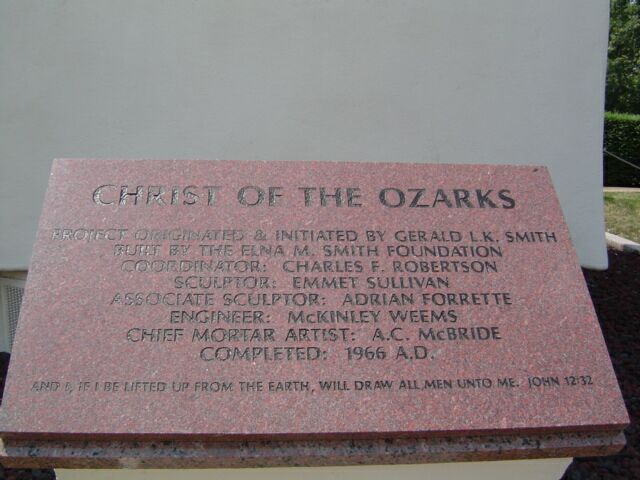 CHRIST OF THE OZARKS
PROJECT ORIGINATED & INITIATED BY GERALD L.K. SMITH
BUILT BY THE ELNA M. SMITH FOUNDATION
COORDINATOR: CHARLES F. ROBERTSON
SCULPTOR: EMMET SULLIVAN
ASSOCIATE SCULPTOR: ADRIAN FORRETTE
ENGINEER: McKINLEY WEEMS
CHIEF MORTAR ARTIST: A.C. McBRIDE
COMPLETED: 1966 A.D.
AND I, IF I BE LIFTED UP FROM THE EARTH, WILL DRAW ALL MEN UNTO ME. JOHN 12:32